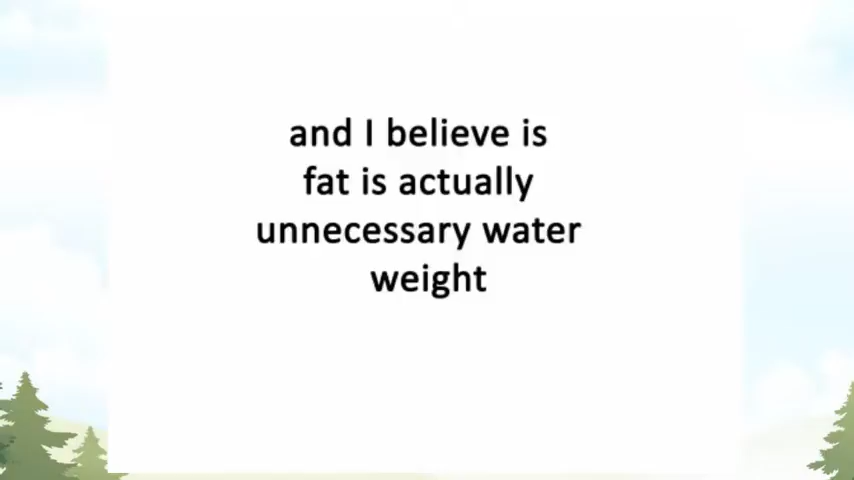 and I believe is
fat is actually
unnecessary water
weight